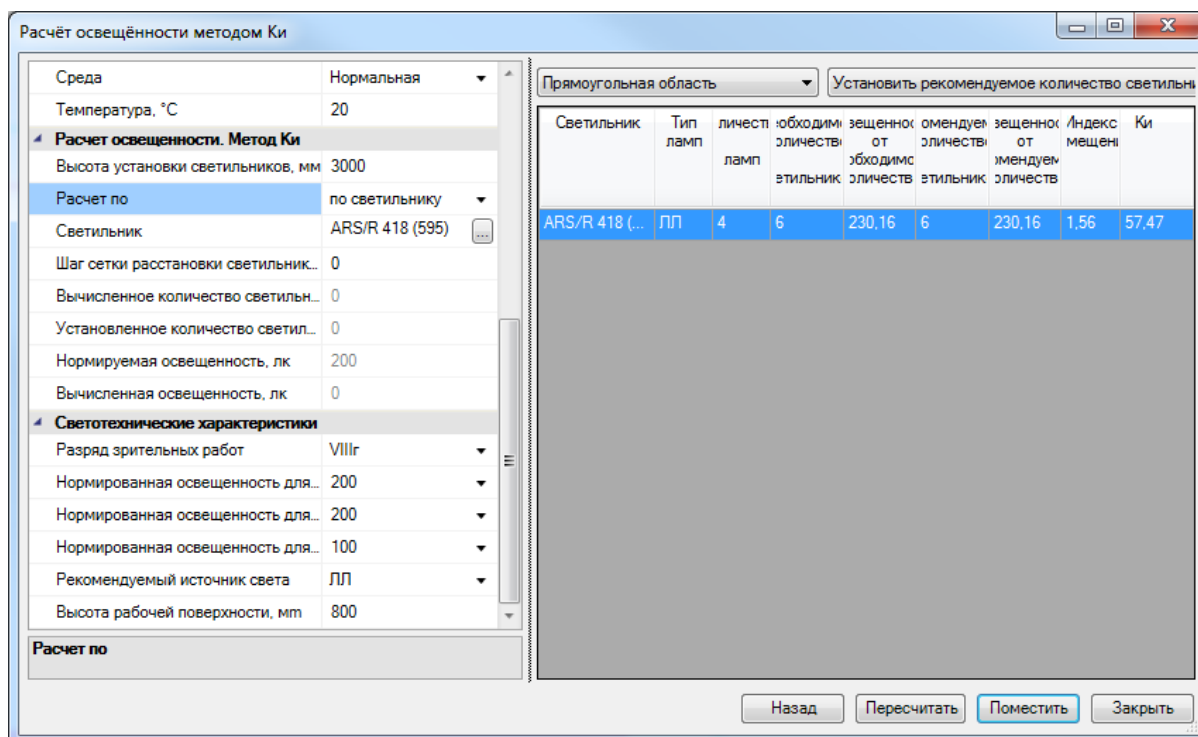 Расчёт освещённости методом Ки
Среда Нормальная
Температура, °C 20
Расчет освещенности. Метод Ки
Высота установки светильников, мм 3000
Расчет по по светильнику
Светильник ARS/R 418 (595) ...
Шаг сетки расстановки светильник... 0
Вычисленное количество светильн... 0
Установленное количество светил... 0
Нормируемая освещенность, лк 200
Вычисленная освещенность, лк 0
Светотехнические характеристики
Разряд зрительных работ VIIIг
Нормированная освещенность для... 200
Нормированная освещенность для... 200
Нормированная освещенность для... 100
Рекомендуемый источник света ЛЛ
Высота рабочей поверхности, mm 800
Расчет по
Прямоугольная область Установить рекомендуемое количество светильн
Светильник Тип ламп ламп от от Индекс Ки
ARS/R 418 (... ЛЛ 4 6 230,16 6 230,16 1,56 57,47
Назад Пересчитать Поместить Закрыть